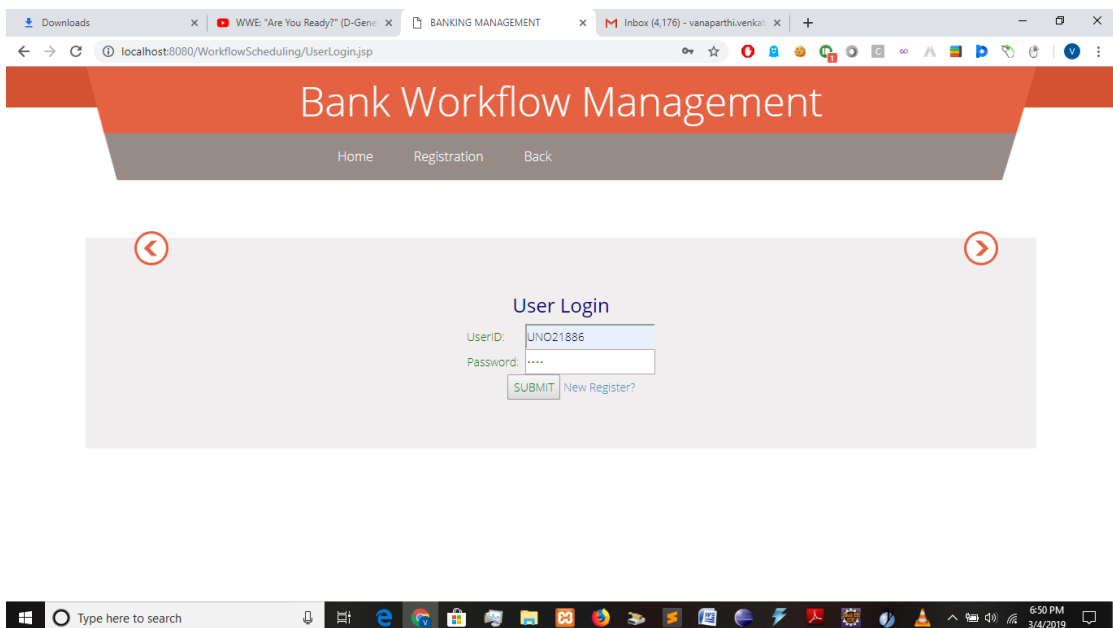 Downloads
WWE: "Are You Ready?" (D-Gene
BANKING MANAGEMENT
Inbox (4,176) - vanaparthi.venkat
localhost:8080/WorkflowScheduling/UserLogin.jsp
Bank Workflow Management
Home Registration Back
User Login
UserID: UNO21886
Password: ····
SUBMIT New Register?
Type here to search
6:50 PM
3/4/2019